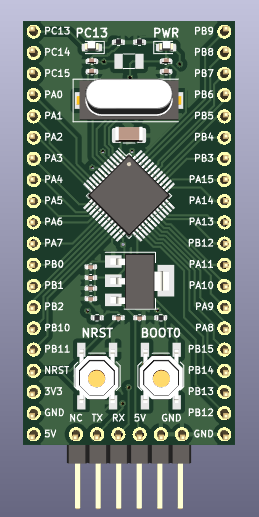 PC13 PC13 PWR PB9
PC14 PB8
PC15 PB7
PA0 PB6
PA1 PB5
PA2 PB4
PA3 PB3
PA4 PA15
PA5 PA14
PA6 PA13
PA7 PB12
PB0 PA11
PB1 PA10
PB2 PA9
PB10 PA8
NRST BOOT0
PB11 PB15
NRST PB14
3V3 PB13
GND PB12
NC TX RX 5V GND
5V GND